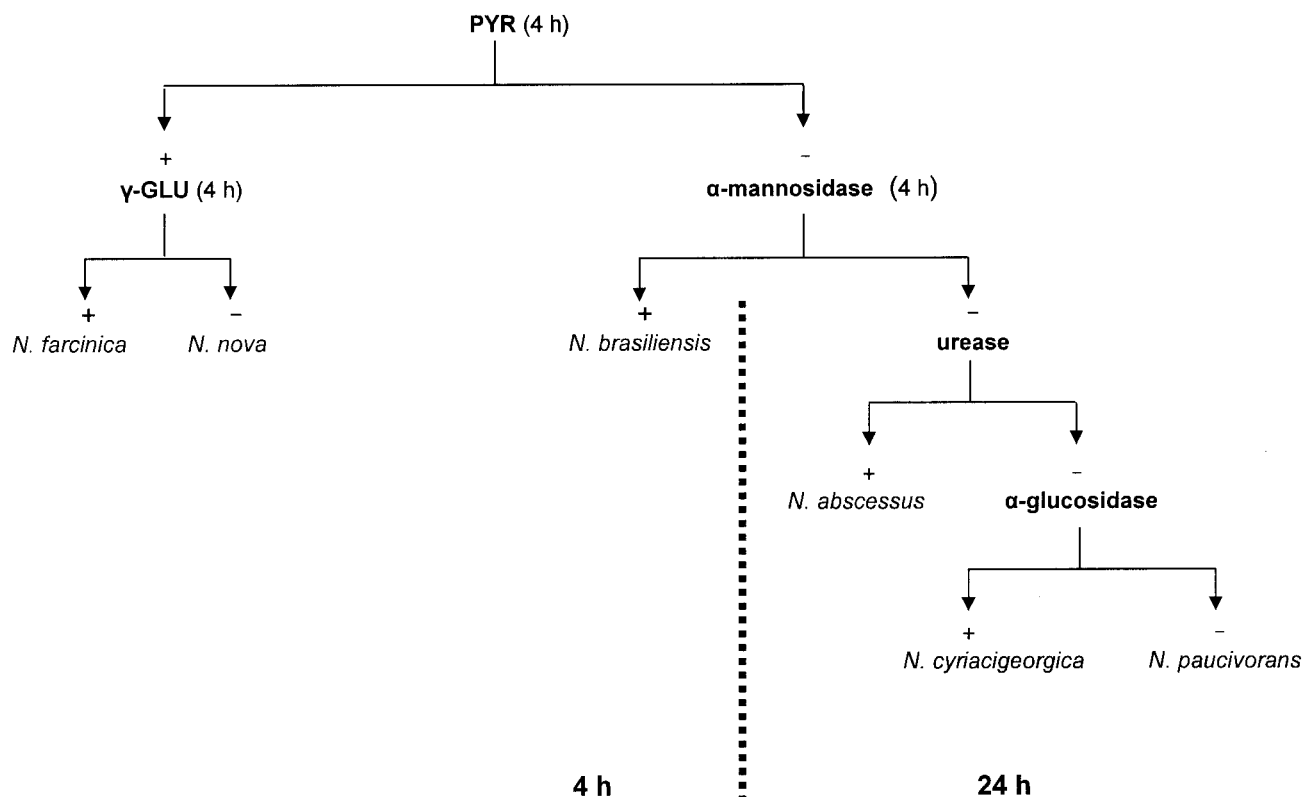 PYR (4 h)
+ −
γ-GLU (4 h) α-mannosidase (4 h)
+ − + −
N. farcinica N. nova N. brasiliensis urease
+ −
N. abscessus α-glucosidase
+ −
N. cyriacigeorgica N. paucivorans
4 h 24 h